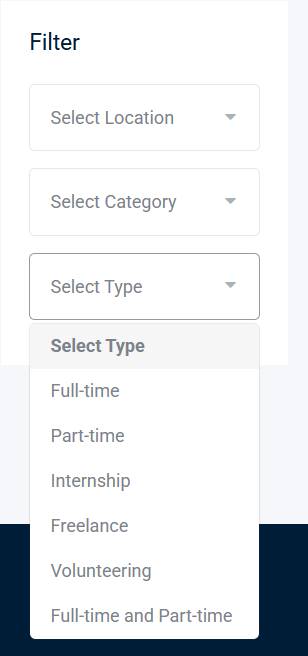 Filter
Select Location
Select Category
Select Type
Select Type
Full-time
Part-time
Internship
Freelance
Volunteering
Full-time and Part-time